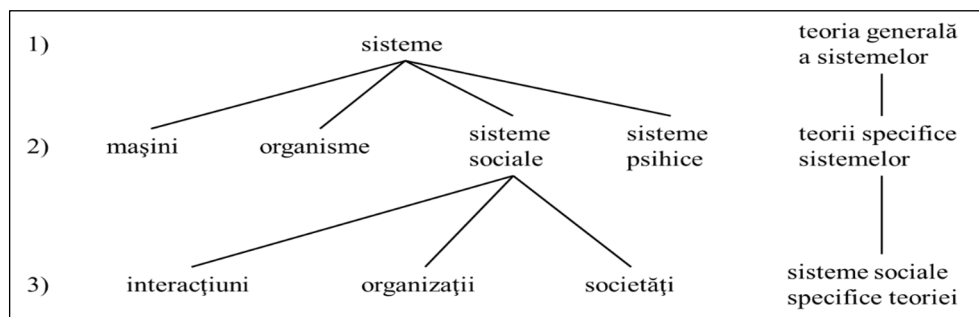 1)
sisteme
teoria generală
a sistemelor
2)
maşini
organisme
sisteme
sociale
sisteme
psihice
teorii specifice
sistemelor
3)
interacţiuni
organizaţii
societăţi
sisteme sociale
specifice teoriei